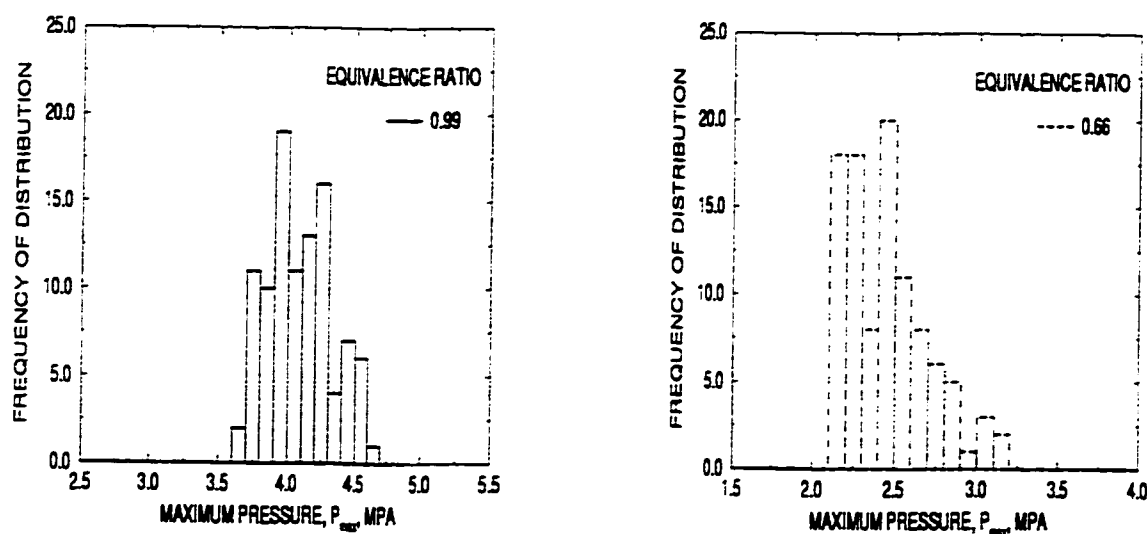 25.0
20.0
15.0
10.0
5.0
0.0
FREQUENCY OF DISTRIBUTION
EQUIVALENCE RATIO
0.99
2.5 3.0 3.5 4.0 4.5 5.0 5.5
MAXIMUM PRESSURE, Pmax, MPA
25.0
20.0
15.0
10.0
5.0
0.0
FREQUENCY OF DISTRIBUTION
EQUIVALENCE RATIO
0.66
1.5 2.0 2.5 3.0 3.5 4.0
MAXIMUM PRESSURE, Pmax, MPA